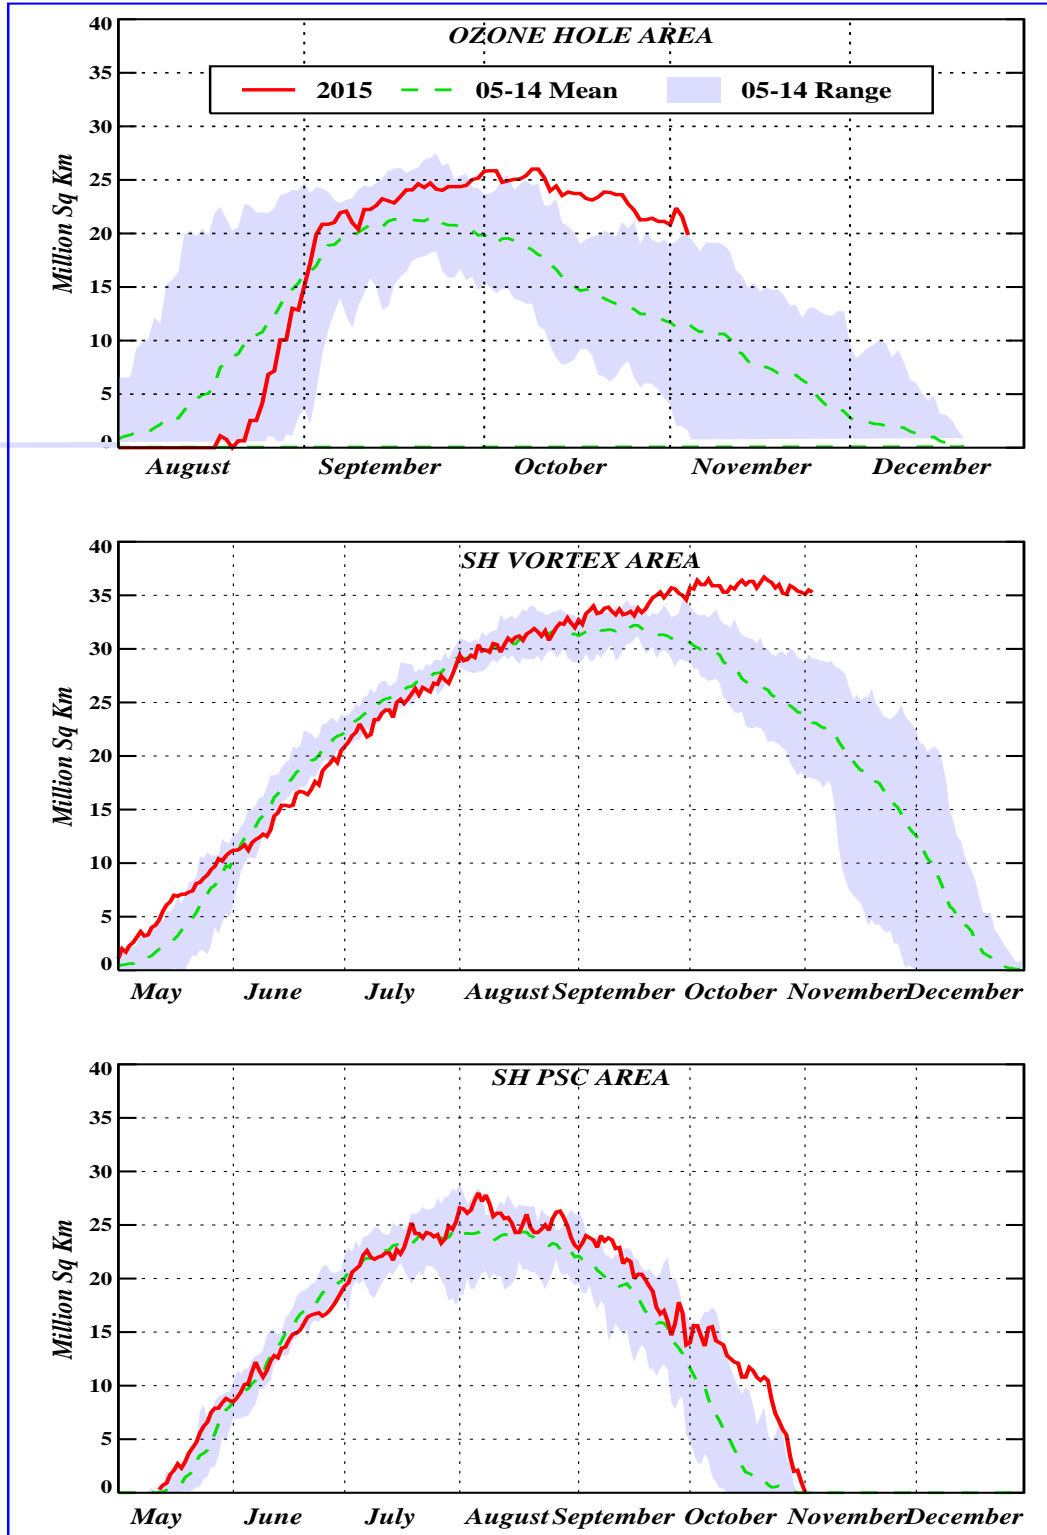 OZONE HOLE AREA
2015 05-14 Mean 05-14 Range
Million Sq Km
40
35
30
25
20
15
10
5
0
August September October November December
SH VORTEX AREA
Million Sq Km
40
35
30
25
20
15
10
5
0
May June July August September October November December
SH PSC AREA
Million Sq Km
40
35
30
25
20
15
10
5
0
May June July August September October November December